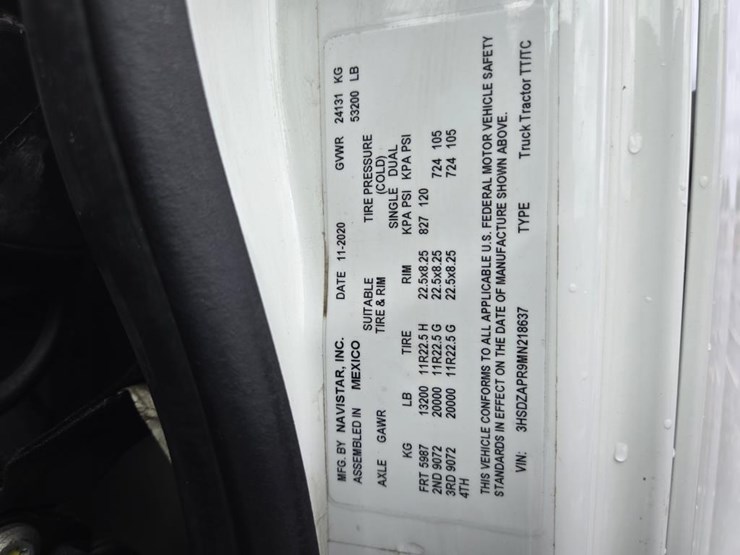 MFG. BY NAVISTAR, INC. DATE 11-2020 GVWR 24131 KG
ASSEMBLED IN MEXICO 53200 LB
SUITABLE TIRE PRESSURE
AXLE GAWR TIRE & RIM (COLD)
SINGLE DUAL
KG LB TIRE RIM KPA PSI KPA PSI
FRT 5987 13200 11R22.5 H 22.5x8.25 827 120
2ND 9072 20000 11R22.5 G 22.5x8.25 724 105
3RD 9072 20000 11R22.5 G 22.5x8.25 724 105
4TH
THIS VEHICLE CONFORMS TO ALL APPLICABLE U.S. FEDERAL MOTOR VEHICLE SAFETY
STANDARDS IN EFFECT ON THE DATE OF MANUFACTURE SHOWN ABOVE.
VIN: 3HSDZAPR9MN218637 TYPE Truck Tractor TT/TC